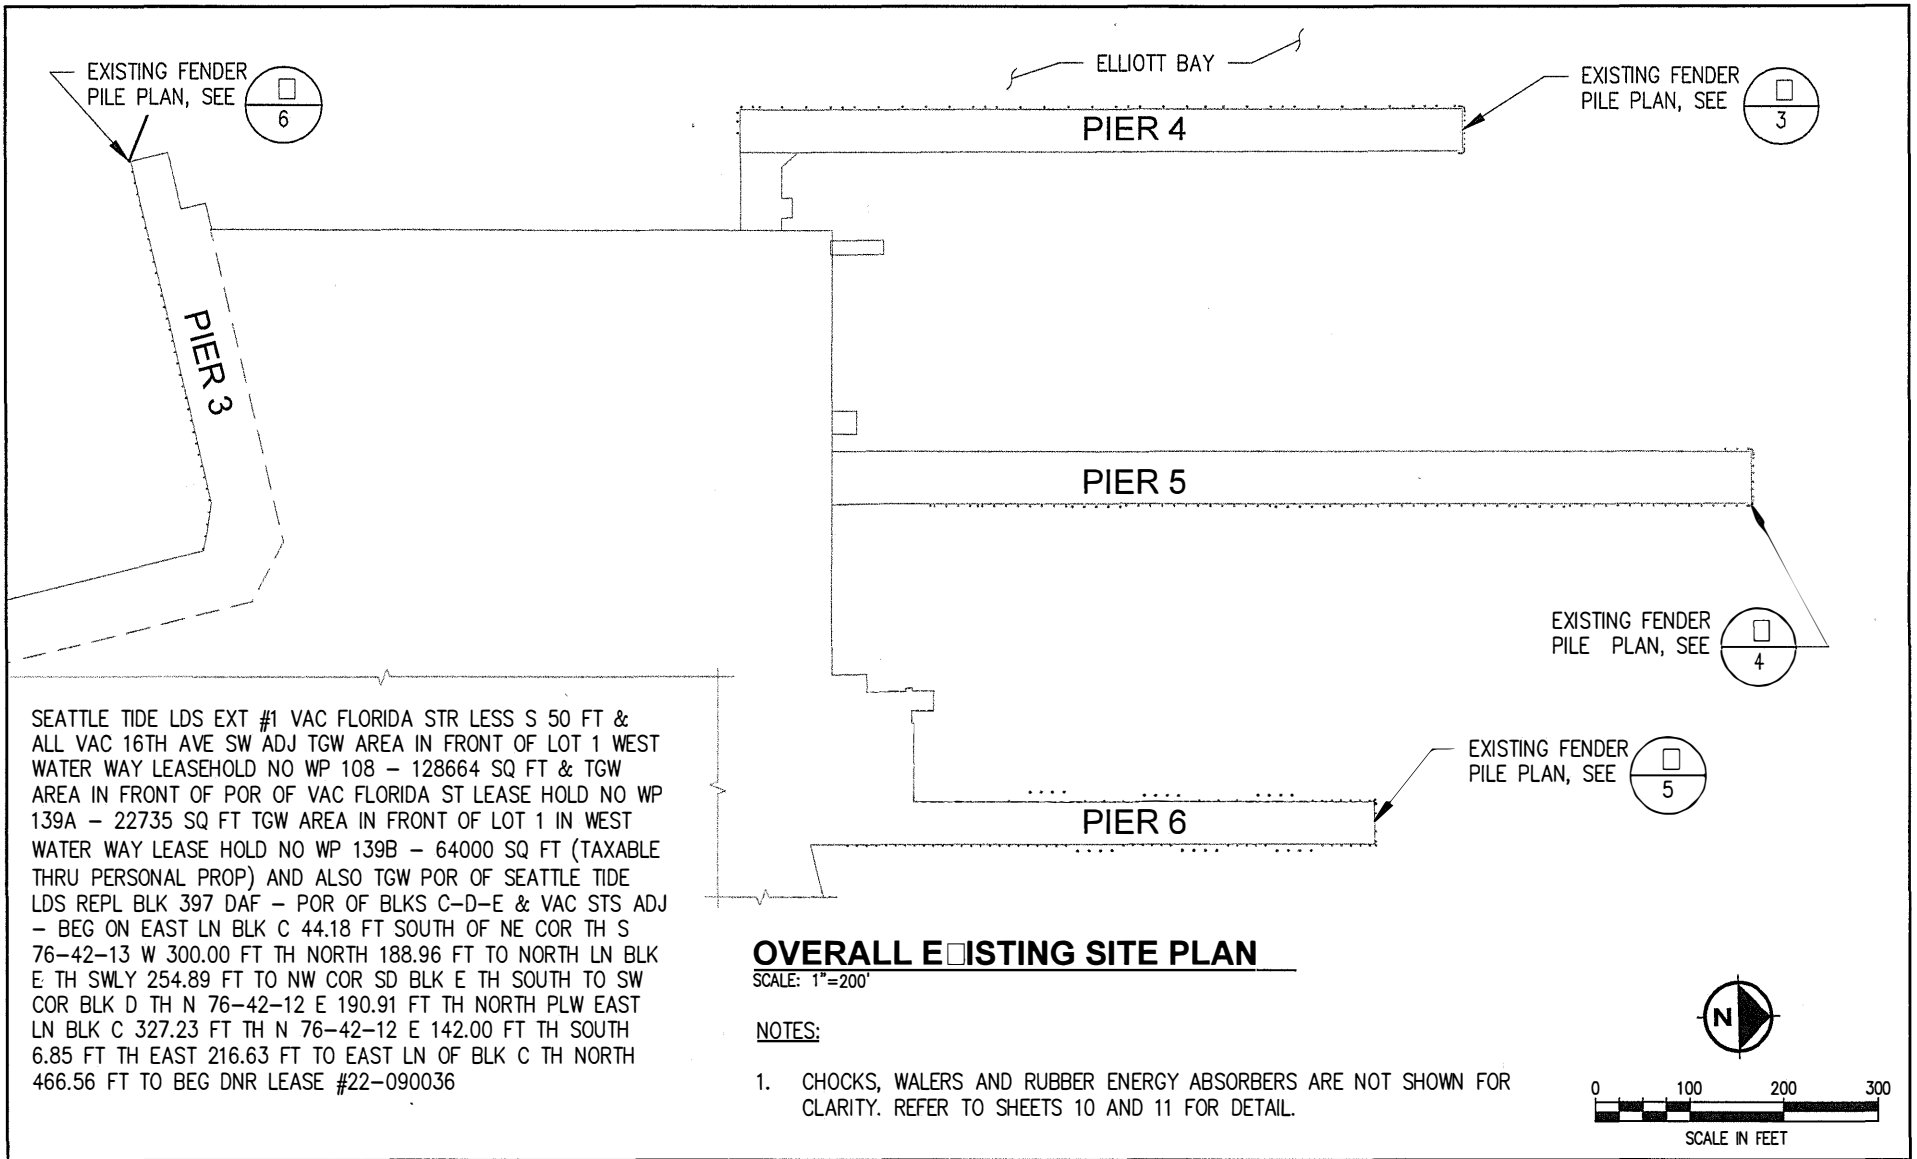 EXISTING FENDER
PILE PLAN, SEE
6
ELLIOTT BAY
EXISTING FENDER
PILE PLAN, SEE
3
PIER 4
PIER 3
PIER 5
EXISTING FENDER
PILE PLAN, SEE
4
EXISTING FENDER
PILE PLAN, SEE
5
PIER 6
SEATTLE TIDE LDS EXT #1 VAC FLORIDA STR LESS S 50 FT &
ALL VAC 16TH AVE SW ADJ TGW AREA IN FRONT OF LOT 1 WEST
WATER WAY LEASEHOLD NO WP 108 – 128664 SQ FT & TGW
AREA IN FRONT OF POR OF VAC FLORIDA ST LEASE HOLD NO WP
139A – 22735 SQ FT TGW AREA IN FRONT OF LOT 1 IN WEST
WATER WAY LEASE HOLD NO WP 139B – 64000 SQ FT (TAXABLE
THRU PERSONAL PROP) AND ALSO TGW POR OF SEATTLE TIDE
LDS REPL BLK 397 DAF – POR OF BLKS C–D–E & VAC STS ADJ
– BEG ON EAST LN BLK C 44.18 FT SOUTH OF NE COR TH S
76–42–13 W 300.00 FT TH NORTH 188.96 FT TO NORTH LN BLK
E TH SWLY 254.89 FT TO NW COR SD BLK E TH SOUTH TO SW
COR BLK D TH N 76–42–12 E 190.91 FT TH NORTH PLW EAST
LN BLK C 327.23 FT TH N 76–42–12 E 142.00 FT TH SOUTH
6.85 FT TH EAST 216.63 FT TO EAST LN OF BLK C TH NORTH
466.56 FT TO BEG DNR LEASE #22–090036
OVERALL E□ISTING SITE PLAN
SCALE: 1"=200'
NOTES:
1. CHOCKS, WALERS AND RUBBER ENERGY ABSORBERS ARE NOT SHOWN FOR
CLARITY. REFER TO SHEETS 10 AND 11 FOR DETAIL.
N
0 100 200 300
SCALE IN FEET